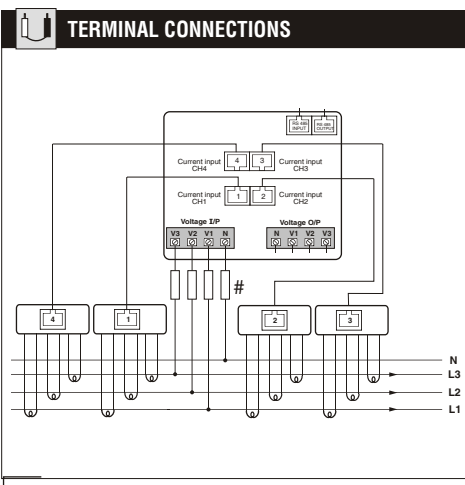 TERMINAL CONNECTIONS
RS 485 INPUT
RS 485 OUTPUT
Current input CH4
4
3
Current input CH3
Current input CH1
1
2
Current input CH2
Voltage I/P
V3 V2 V1 N
Voltage O/P
N V1 V2 V3
#
4
1
2
3
N
L3
L2
L1